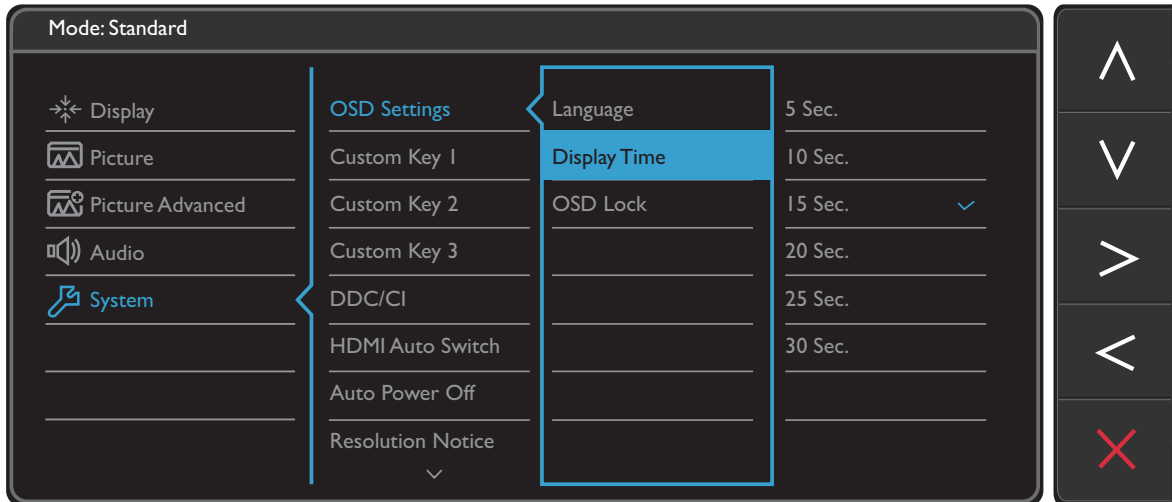 Mode: Standard
Display
Picture
Picture Advanced
Audio
System
OSD Settings
Custom Key 1
Custom Key 2
Custom Key 3
DDC/CI
HDMI Auto Switch
Auto Power Off
Resolution Notice
Language
Display Time
OSD Lock
5 Sec.
10 Sec.
15 Sec.
20 Sec.
25 Sec.
30 Sec.